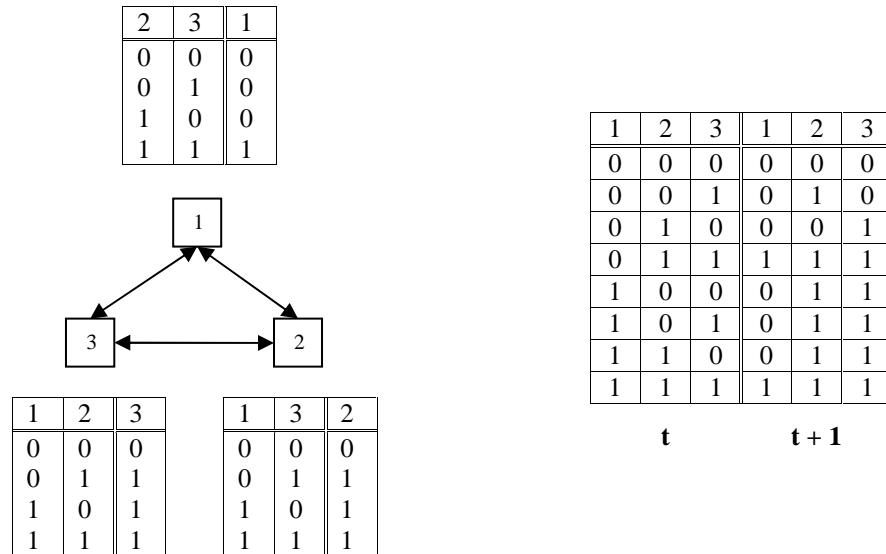 2 3 1
0 0 0
0 1 0
1 0 0
1 1 1
1
3 2
1 2 3
0 0 0
0 1 1
1 0 1
1 1 1
1 3 2
0 0 0
0 1 1
1 0 1
1 1 1
1 2 3 1 2 3
0 0 0 0 0 0
0 0 1 0 1 0
0 1 0 0 0 1
0 1 1 1 1 1
1 0 0 0 1 1
1 0 1 0 1 1
1 1 0 0 1 1
1 1 1 1 1 1
t t + 1